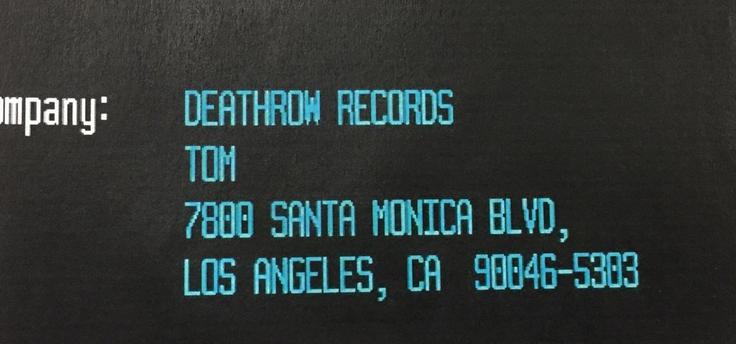 ompany: DEATHROW RECORDS
TOM
7800 SANTA MONICA BLVD,
LOS ANGELES, CA 90046-5303